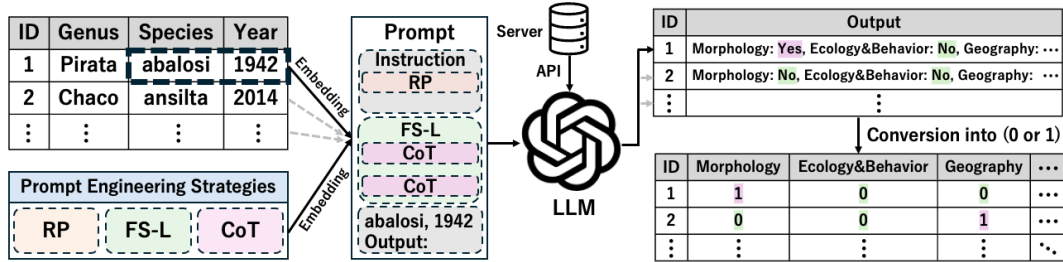 ID Genus Species Year
1 Pirata abalosi 1942
2 Chaco ansilta 2014
⋮ ⋮ ⋮ ⋮
Prompt Engineering Strategies
RP FS-L CoT
Embedding
Embedding
Prompt
Instruction
RP
FS-L
CoT
CoT
abalosi, 1942
Output:
Server
API
LLM
ID Output
1 Morphology: Yes, Ecology&Behavior: No, Geography: ⋯
2 Morphology: No, Ecology&Behavior: No, Geography: ⋯
⋮ ⋮
Conversion into (0 or 1)
ID Morphology Ecology&Behavior Geography ⋯
1 1 0 0 ⋯
2 0 0 1 ⋯
⋮ ⋮ ⋮ ⋮ ⋱